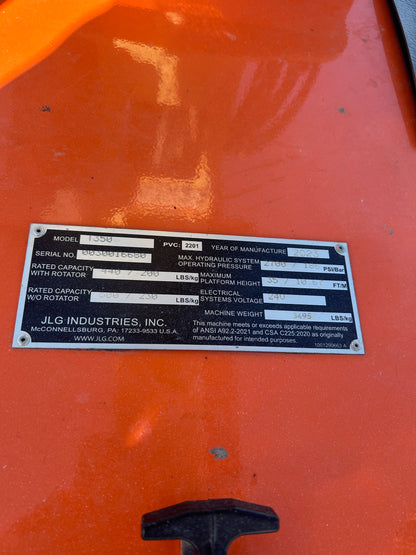 MODEL T350 PVC: 2201 YEAR OF MANUFACTURE 2023
SERIAL NO. 0030016680 MAX. HYDRAULIC SYSTEM
OPERATING PRESSURE 2700 / PSI/Bar
RATED CAPACITY
WITH ROTATOR 440 / 200 LBS/kg
MAXIMUM
PLATFORM HEIGHT 35 / 10.67 FT/M
RATED CAPACITY
W/O ROTATOR / 230 LBS/kg
ELECTRICAL
SYSTEMS VOLTAGE 240
MACHINE WEIGHT 3495 LBS/kg
JLG INDUSTRIES, INC.
McCONNELLSBURG, PA. 17233-9533 U.S.A.
WWW.JLG.COM
This machine meets or exceeds applicable requirements
of ANSI A92.2-2021 and CSA C225:2020 as originally
manufactured for intended purposes.